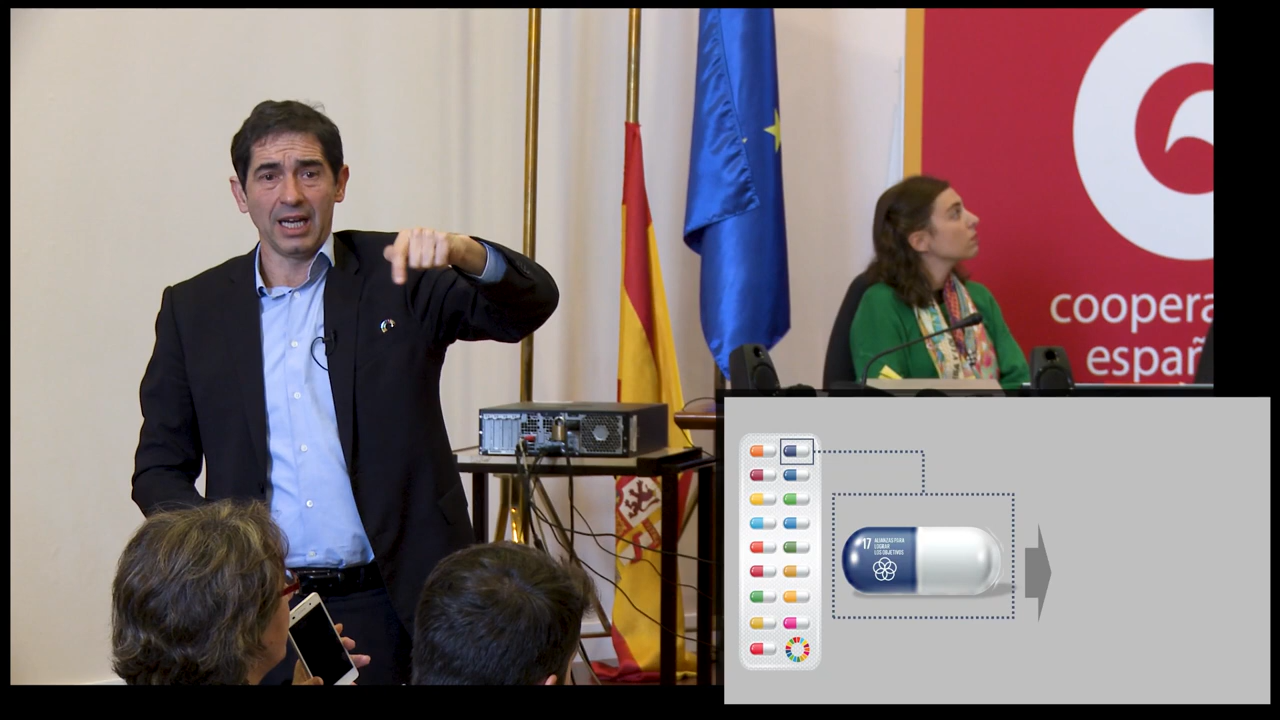 coopera
españ
17 ALIANZAS PARA
LOGRAR
LOS OBJETIVOS